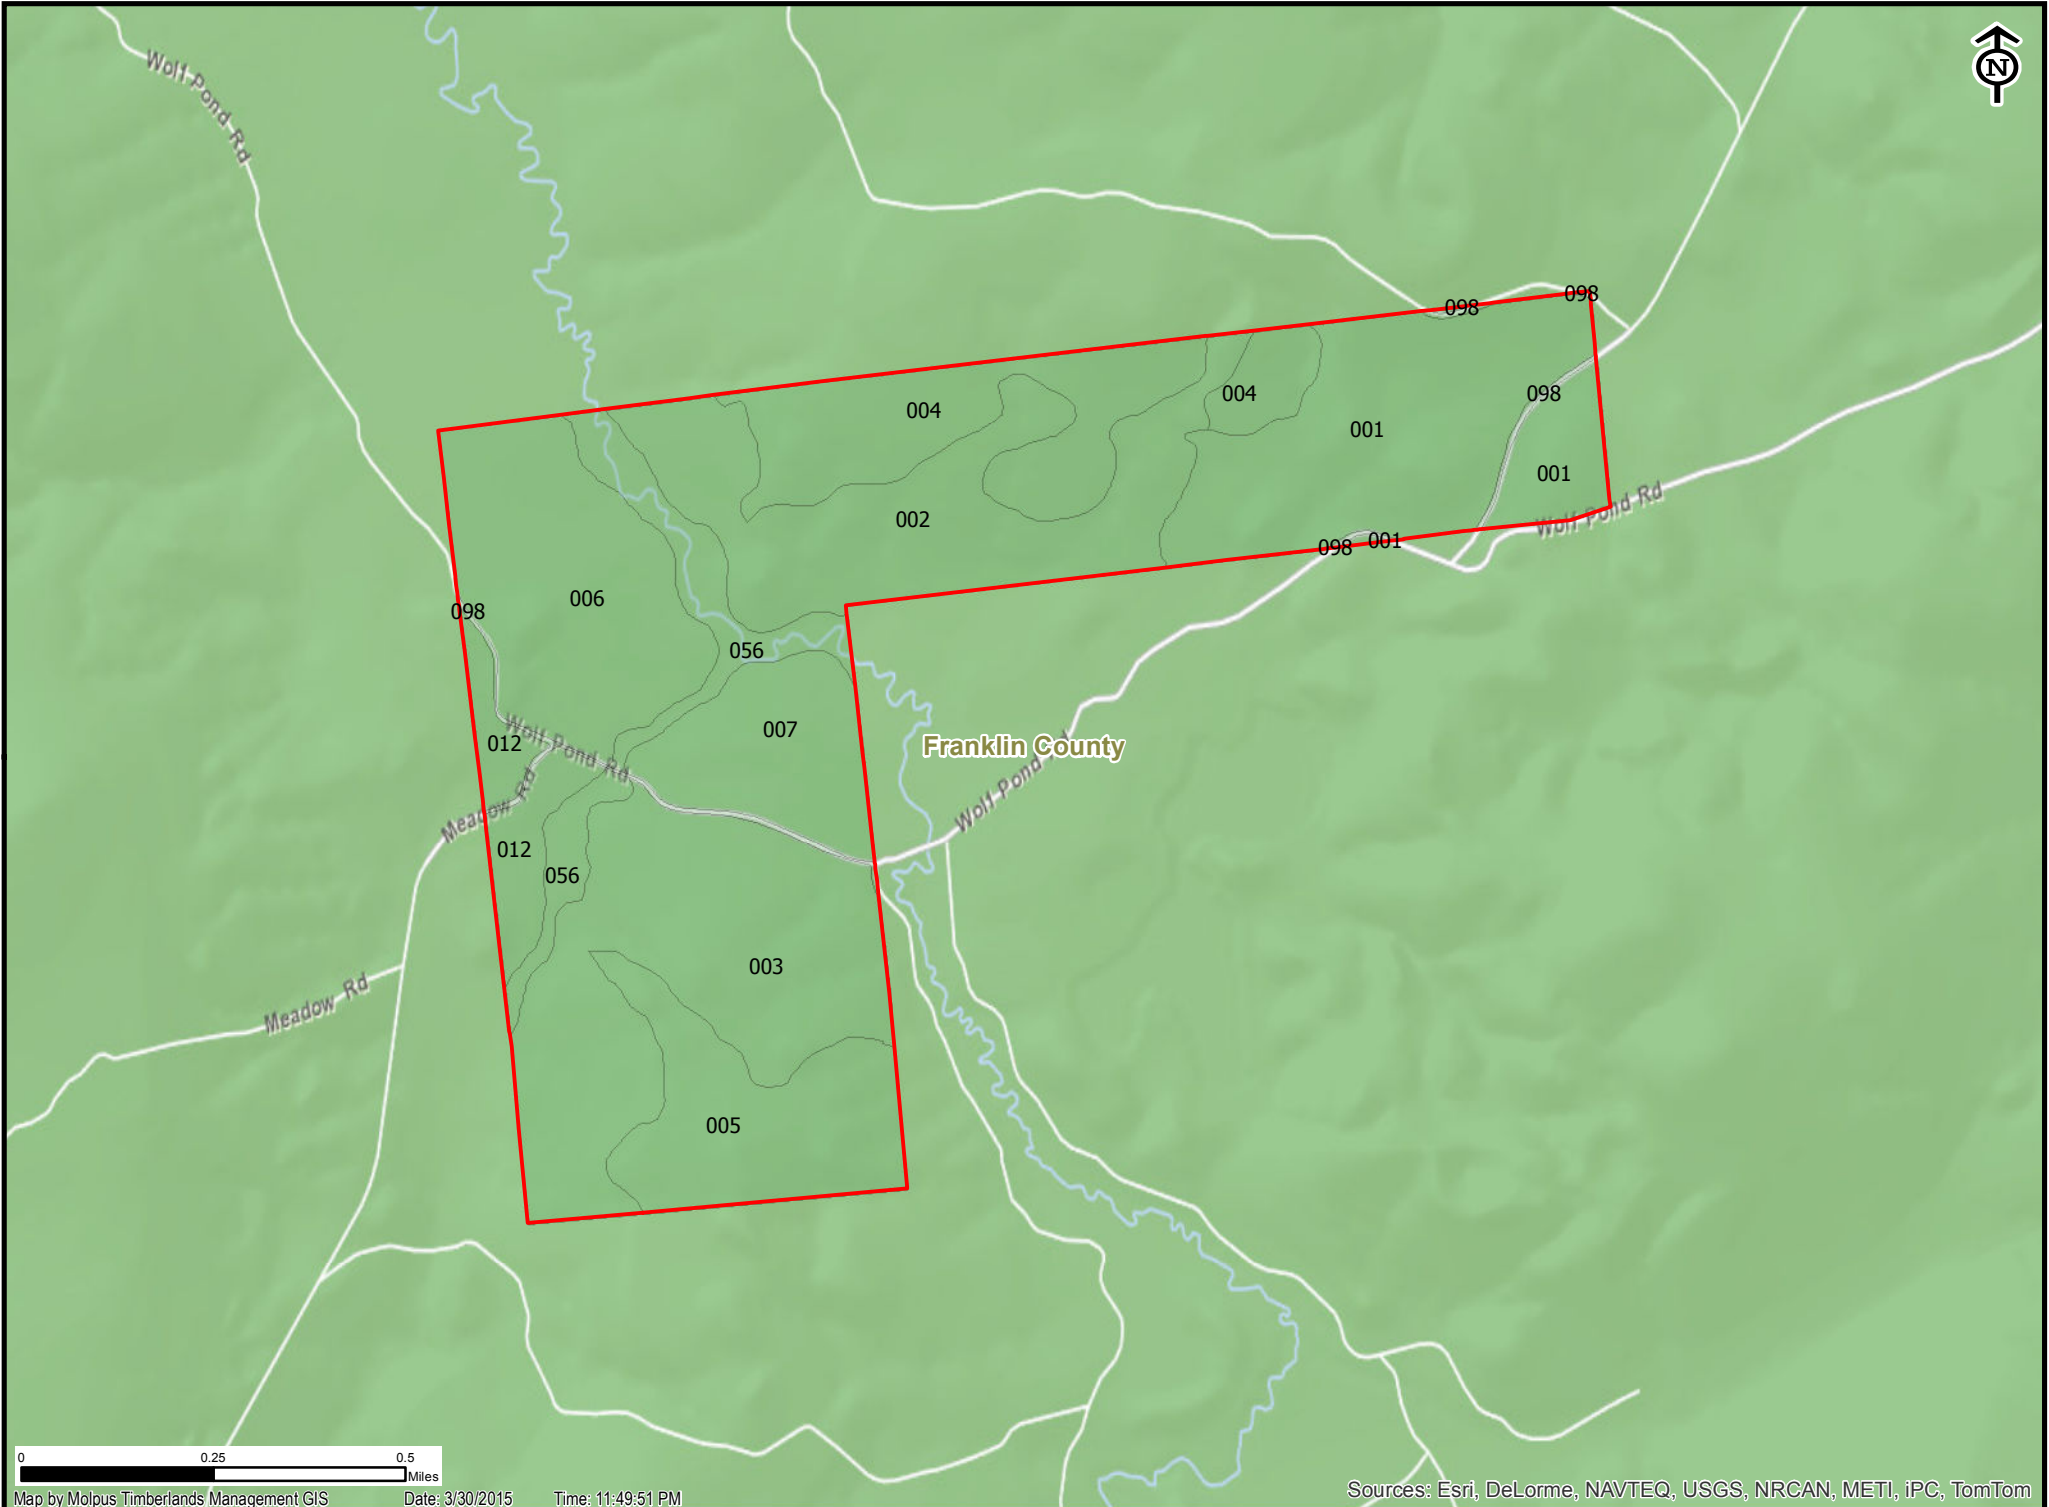 Wolf Pond Rd
N
098
098
004
004
098
001
001
002
Wolf Pond Rd
098
001
006
098
056
007
Wolf Pond Rd
012
Franklin County
Wolf Pond Rd
Meadow Rd
012
056
003
Meadow Rd
005
0 0.25 0.5
Miles
Map by Molpus Timberlands Management GIS Date: 3/30/2015 Time: 11:49:51 PM
Sources: Esri, DeLorme, NAVTEQ, USGS, NRCAN, METI, iPC, TomTom